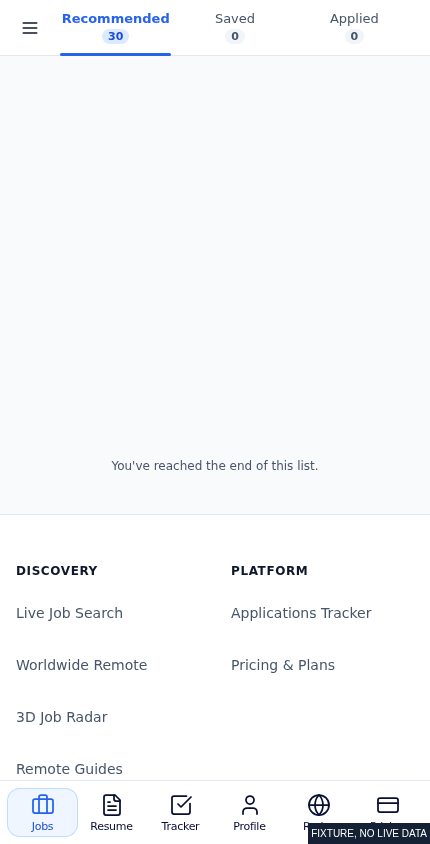 Recommended
30
Saved
0
Applied
0
You've reached the end of this list.
DISCOVERY
PLATFORM
Live Job Search
Applications Tracker
Worldwide Remote
Pricing & Plans
3D Job Radar
Remote Guides
Jobs
Resume
Tracker
Profile
FIXTURE, NO LIVE DATA